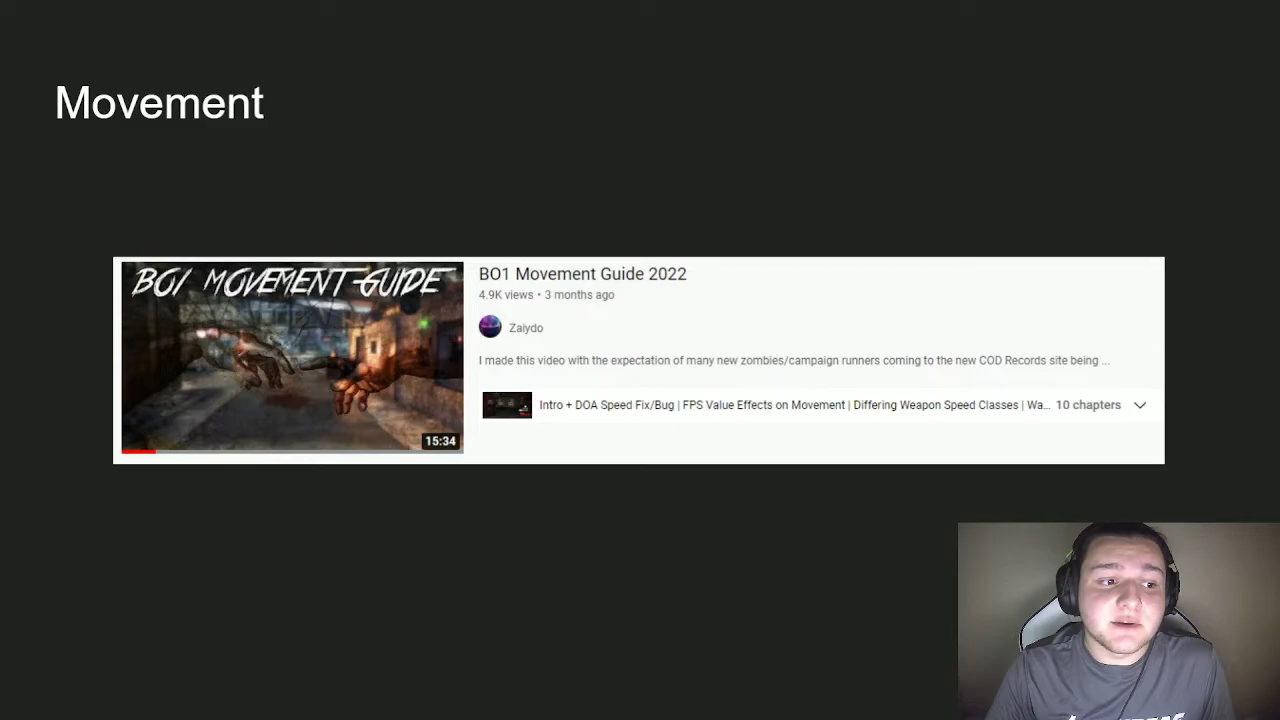 Movement
BO1 MOVEMENT GUIDE
15:34
BO1 Movement Guide 2022
4.9K views • 3 months ago
Zaiydo
I made this video with the expectation of many new zombies/campaign runners coming to the new COD Records site being ...
Intro + DOA Speed Fix/Bug | FPS Value Effects on Movement | Differing Weapon Speed Classes | Wa... 10 chapters